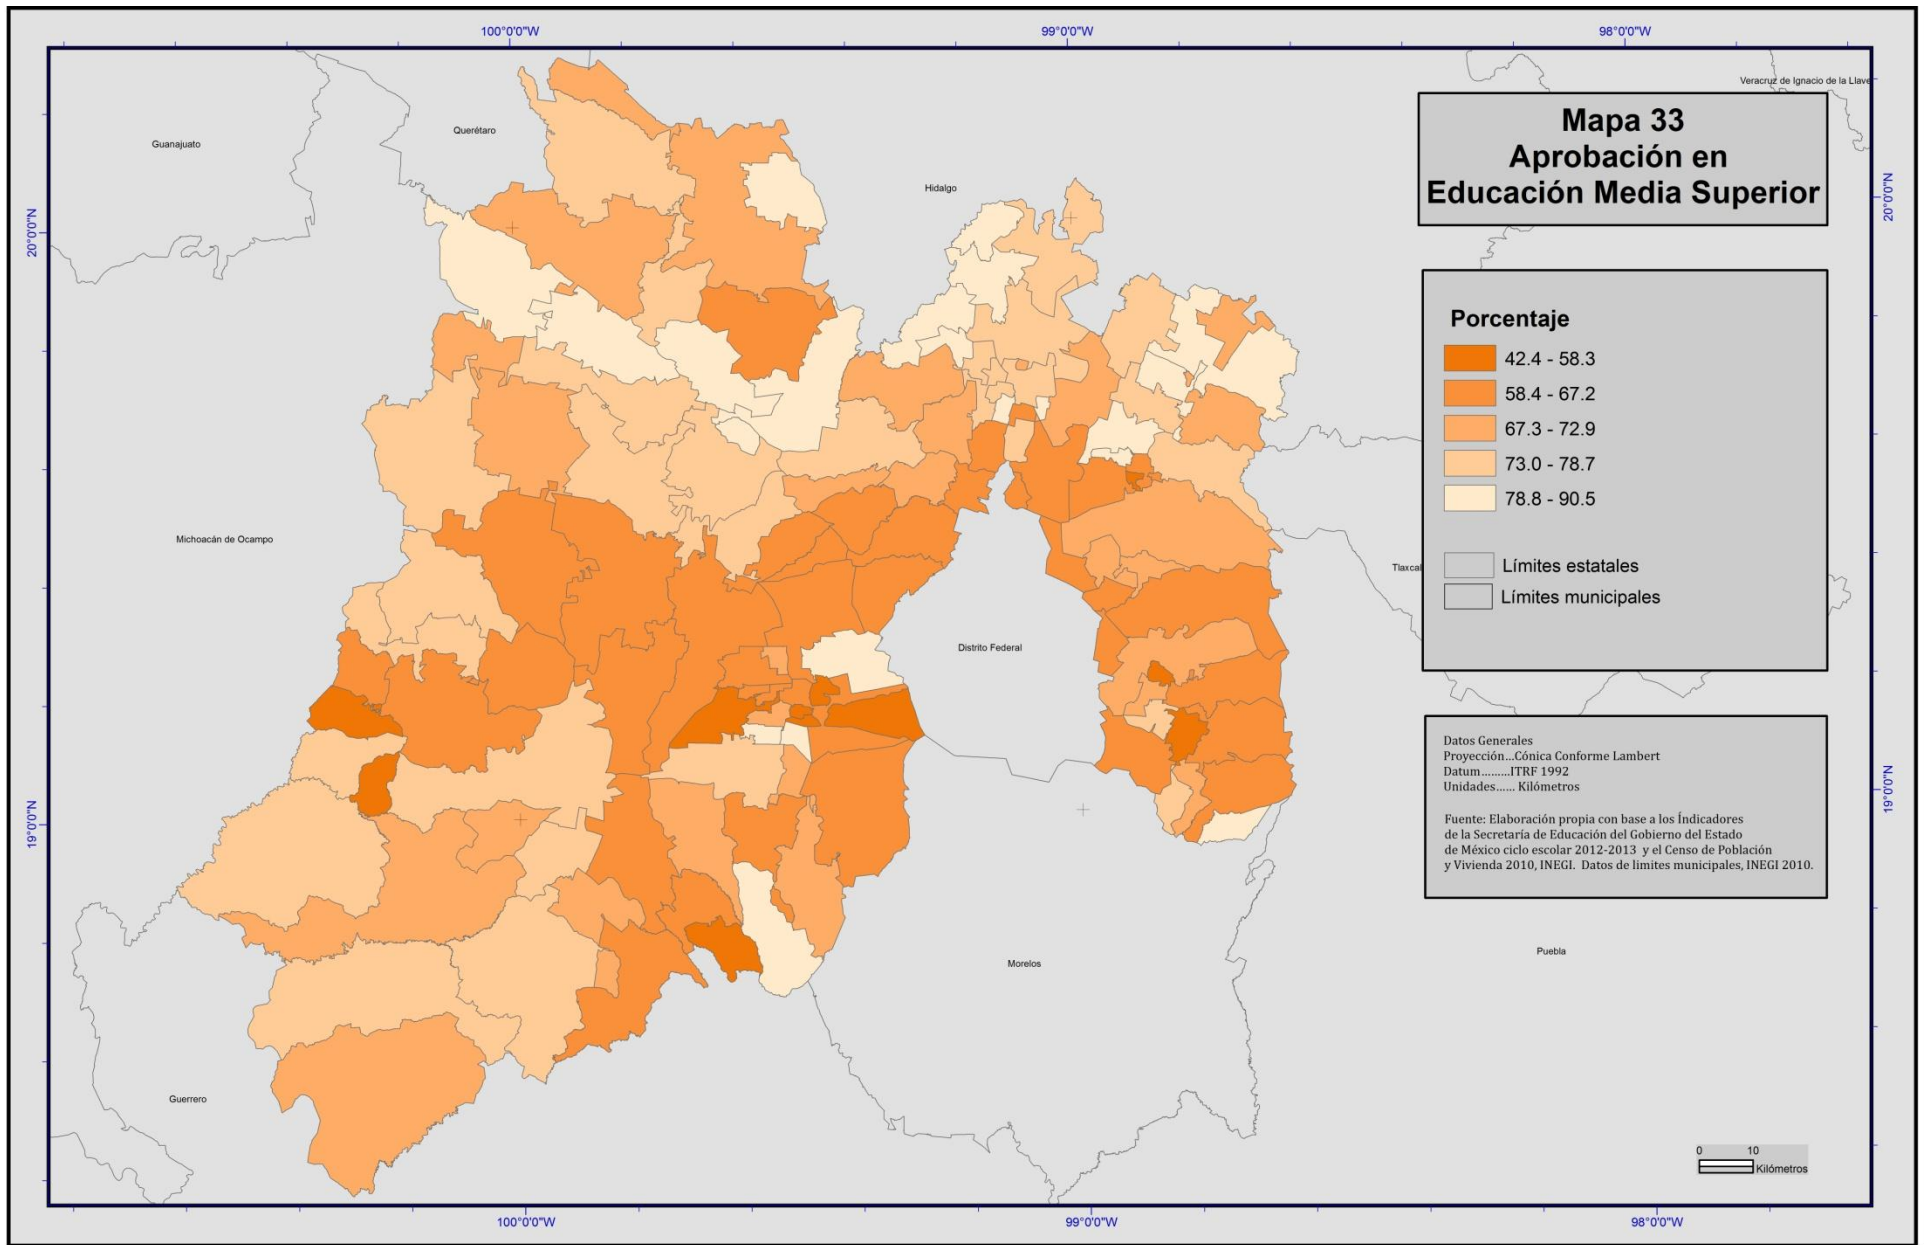 100°0'0"W
99°0'0"W
98°0'0"W
Veracruz de Ignacio de la Llave
Mapa 33
Aprobación en
Educación Media Superior
Querétaro
Guanajuato
Hidalgo
20°0'0"N
20°0'0"N
Porcentaje
42.4 - 58.3
58.4 - 67.2
67.3 - 72.9
73.0 - 78.7
78.8 - 90.5
Límites estatales
Límites municipales
Michoacán de Ocampo
Tlaxcal
Distrito Federal
Datos Generales
Proyección...Cónica Conforme Lambert
Datum.........ITRF 1992
Unidades...... Kilómetros
Fuente: Elaboración propia con base a los Índicadores
de la Secretaría de Educación del Gobierno del Estado
de México ciclo escolar 2012-2013 y el Censo de Población
y Vivienda 2010, INEGI. Datos de limites municipales, INEGI 2010.
19°0'0"N
19°0'0"N
Puebla
Morelos
Guerrero
0 10
Kilómetros
100°0'0"W
99°0'0"W
98°0'0"W